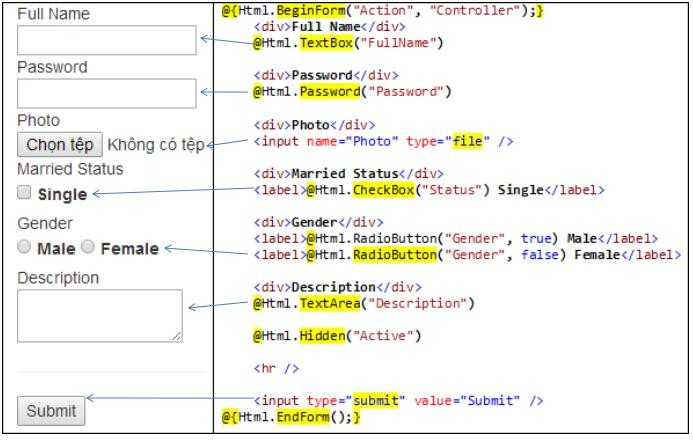 Full Name
Password
Photo
Chọn tệp Không có tệp
Married Status
Single
Gender
Male Female
Description
Submit
@{Html.BeginForm("Action", "Controller");}
<div>Full Name</div>
@Html.TextBox("FullName")
<div>Password</div>
@Html.Password("Password")
<div>Photo</div>
<input name="Photo" type="file" />
<div>Married Status</div>
<label>@Html.CheckBox("Status") Single</label>
<div>Gender</div>
<label>@Html.RadioButton("Gender", true) Male</label>
<label>@Html.RadioButton("Gender", false) Female</label>
<div>Description</div>
@Html.TextArea("Description")
@Html.Hidden("Active")
<hr />
<input type="submit" value="Submit" />
@{Html.EndForm();}